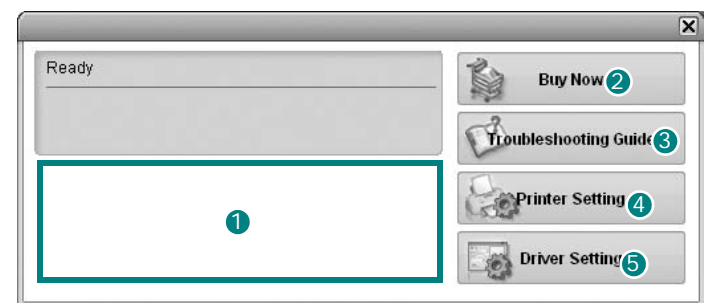 Ready
Buy Now 2
Troubleshooting Guide 3
1
Printer Setting 4
Driver Setting 5